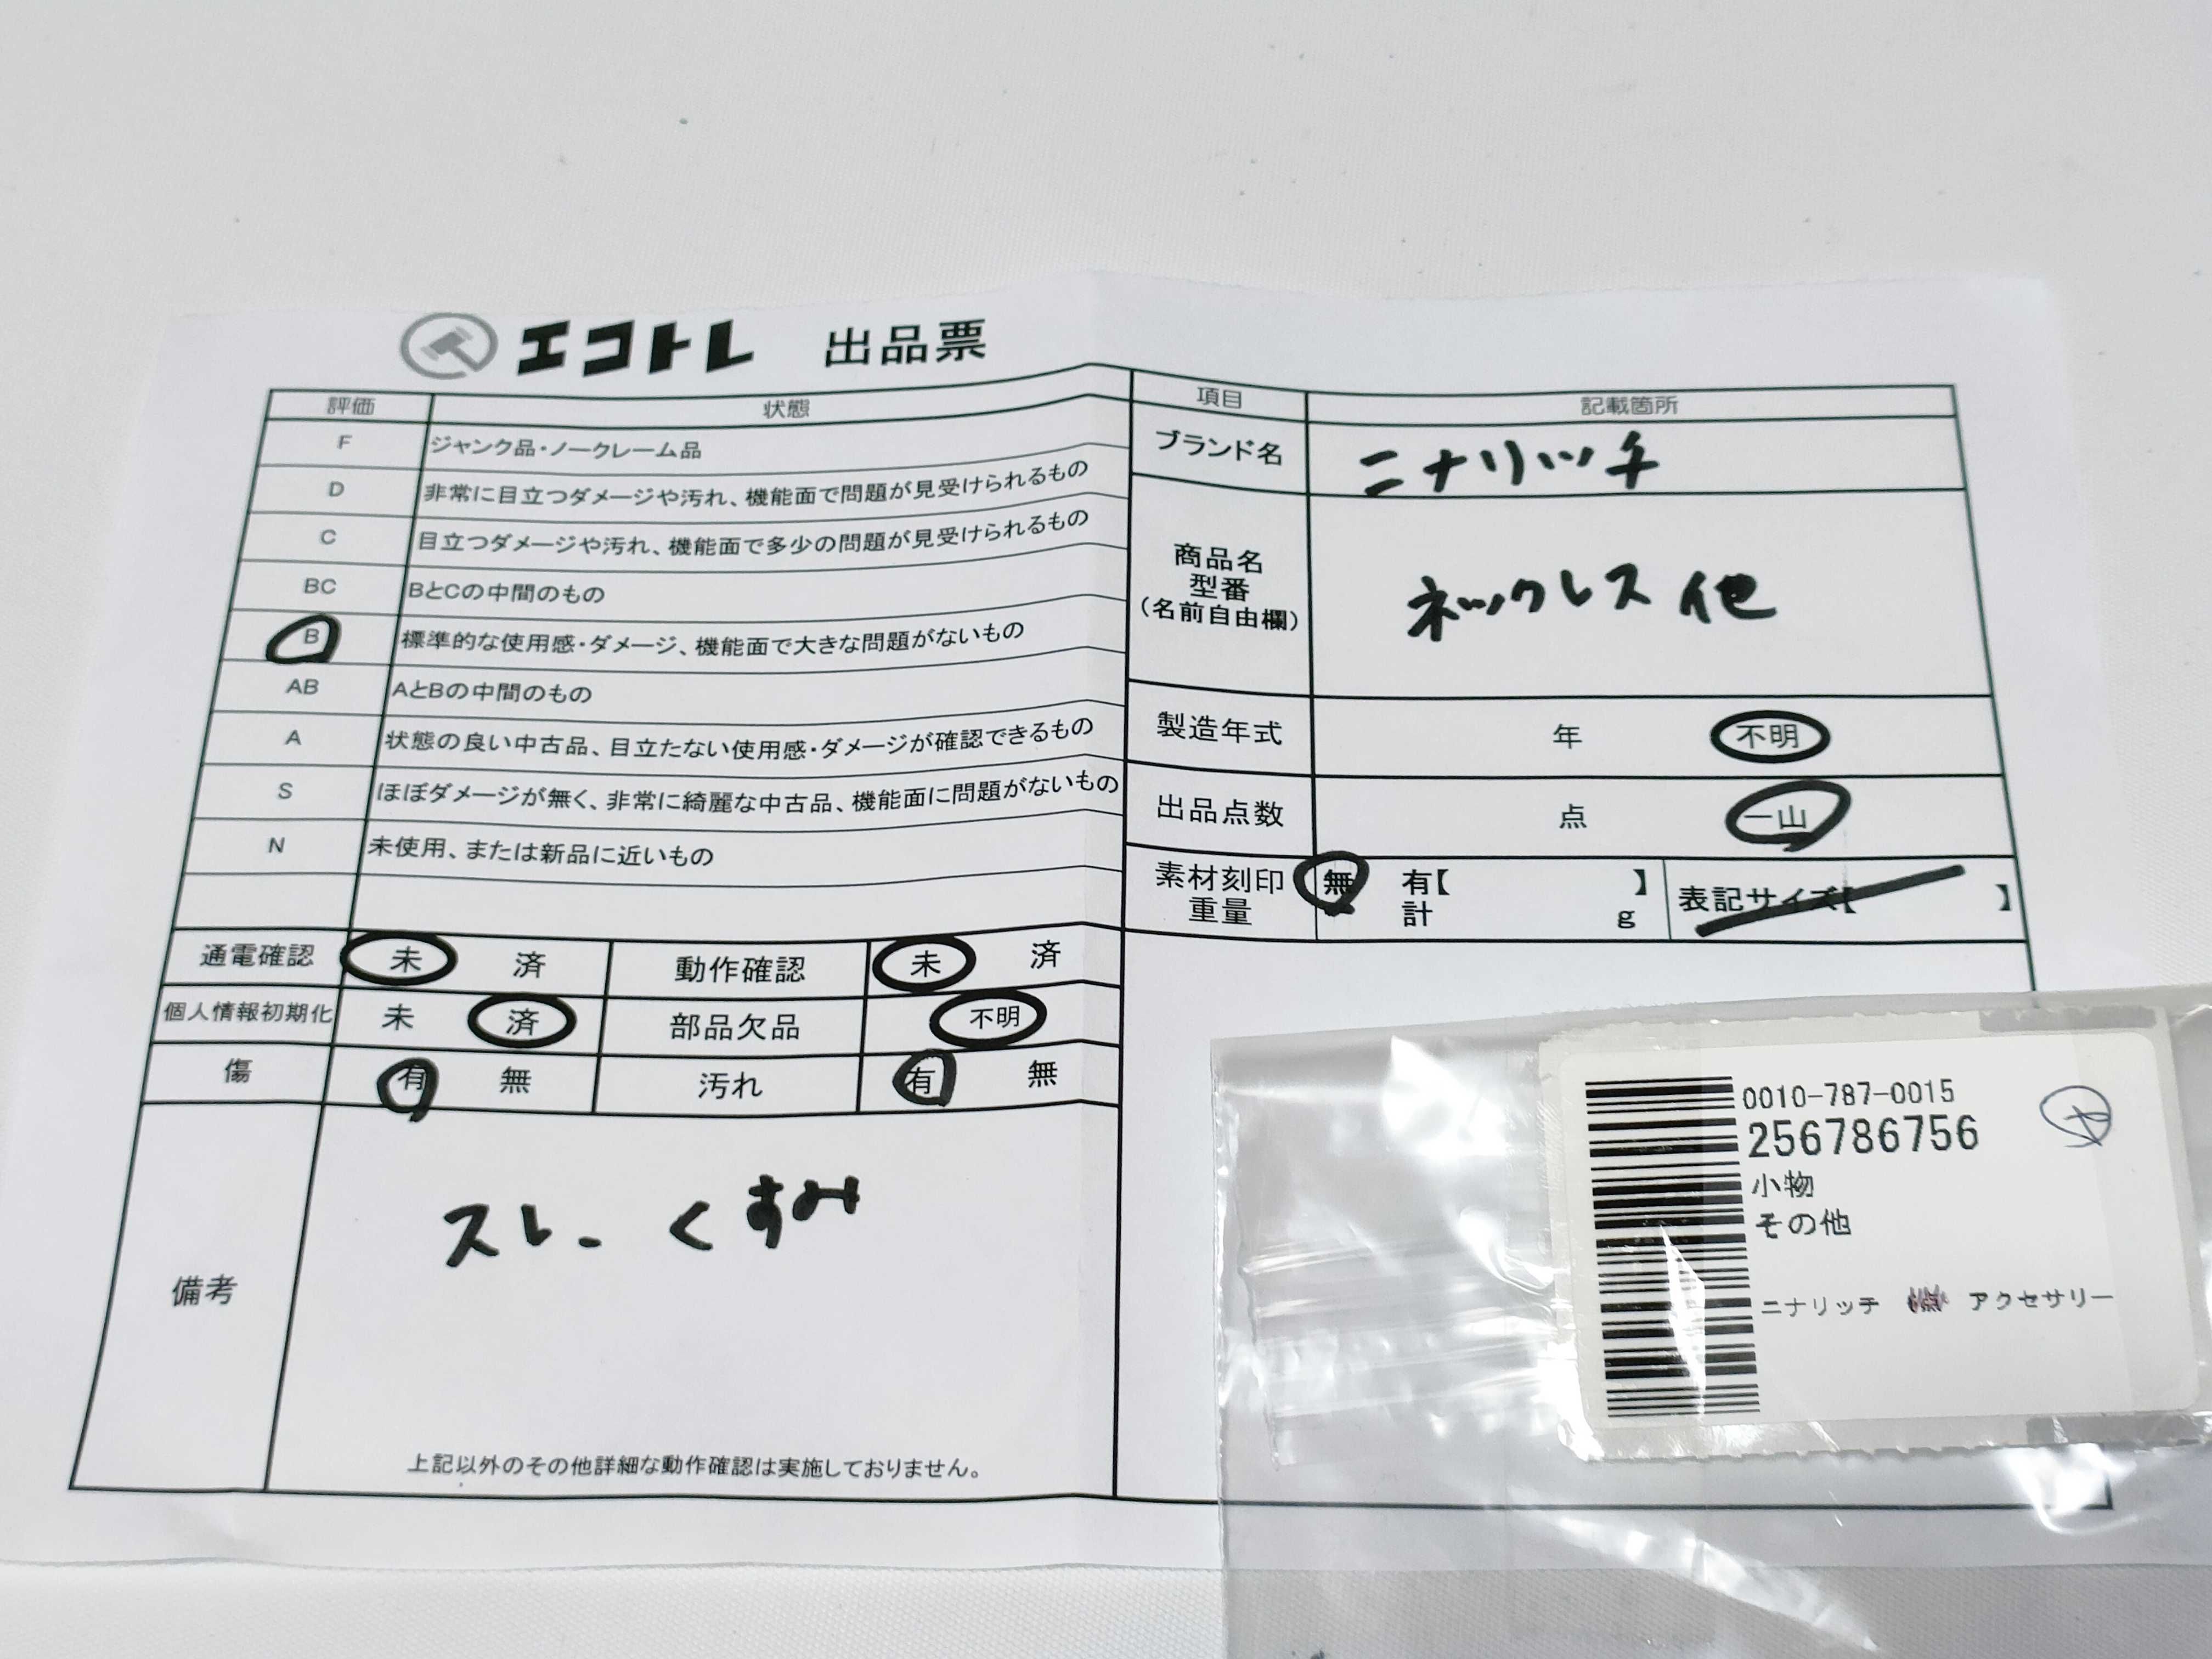 エコトレ 出品票
評価 状態
F ジャンク品・ノークレーム品
D 非常に目立つダメージや汚れ、機能面で問題が見受けられるもの
C 目立つダメージや汚れ、機能面で多少の問題が見受けられるもの
BC BとCの中間のもの
B 標準的な使用感・ダメージ、機能面で大きな問題がないもの
AB AとBの中間のもの
A 状態の良い中古品、目立たない使用感・ダメージが確認できるもの
S ほぼダメージが無く、非常に綺麗な中古品、機能面に問題がないもの
N 未使用、または新品に近いもの
通電確認 未 済 動作確認 未 済
個人情報初期化 未 済 部品欠品 不明
傷 有 無 汚れ 有 無
備考
スレ、くすみ
上記以外のその他詳細な動作確認は実施しておりません。
項目 記載箇所
ブランド名 ニナリッチ
商品名
型番
(名前自由欄)
ネックレス 他
製造年式 年 不明
出品点数 点 一山
素材刻印 無 有【 】 表記サイズ【 】
重量 計 g
0010-787-0015
256786756
小物
その他
ニナリッチ アクセサリー